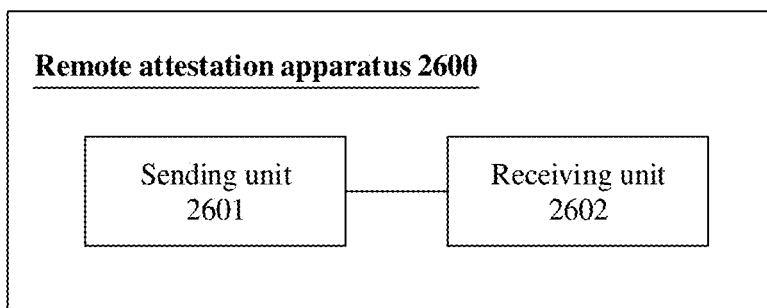 Remote attestation apparatus 2600
Sending unit
2601
Receiving unit
2602